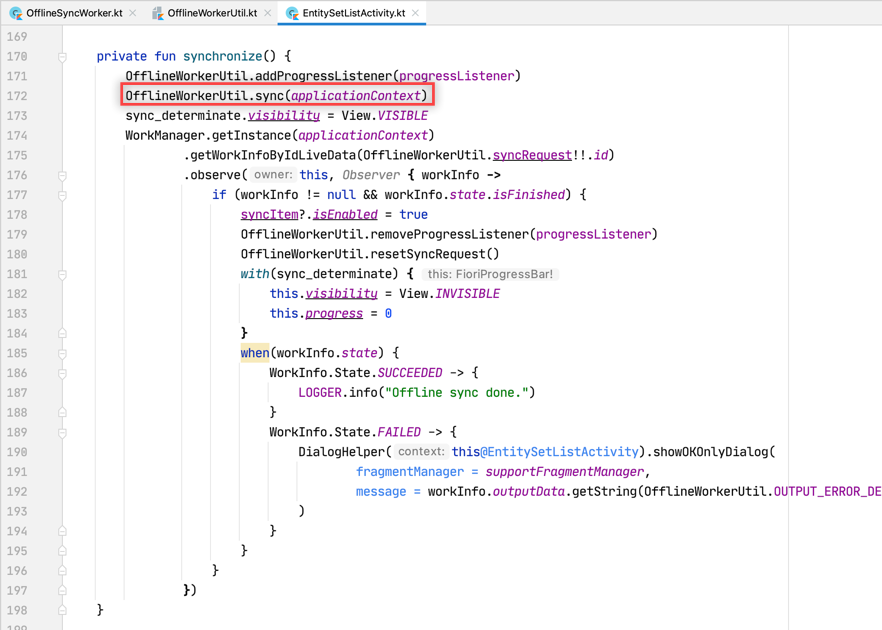 OfflineSyncWorker.kt OfflineWorkerUtil.kt EntitySetListActivity.kt
169
170 private fun synchronize() {
171 OfflineWorkerUtil.addProgressListener(progressListener)
172 OfflineWorkerUtil.sync(applicationContext)
173 sync_determinate.visibility = View.VISIBLE
174 WorkManager.getInstance(applicationContext)
175 .getWorkInfoByIdLiveData(OfflineWorkerUtil.syncRequest!!.id)
176 .observe( owner: this, Observer { workInfo ->
177 if (workInfo != null && workInfo.state.isFinished) {
178 syncItem?.isEnabled = true
179 OfflineWorkerUtil.removeProgressListener(progressListener)
180 OfflineWorkerUtil.resetSyncRequest()
181 with(sync_determinate) { this: FioriProgressBar!
182 this.visibility = View.INVISIBLE
183 this.progress = 0
184 }
185 when(workInfo.state) {
186 WorkInfo.State.SUCCEEDED -> {
187 LOGGER.info("Offline sync done.")
188 }
189 WorkInfo.State.FAILED -> {
190 DialogHelper( context: this@EntitySetListActivity).showOKOnlyDialog(
191 fragmentManager = supportFragmentManager,
192 message = workInfo.outputData.getString(OfflineWorkerUtil.OUTPUT_ERROR_DE
193 )
194 }
195 }
196 }
197 })
198 }
199